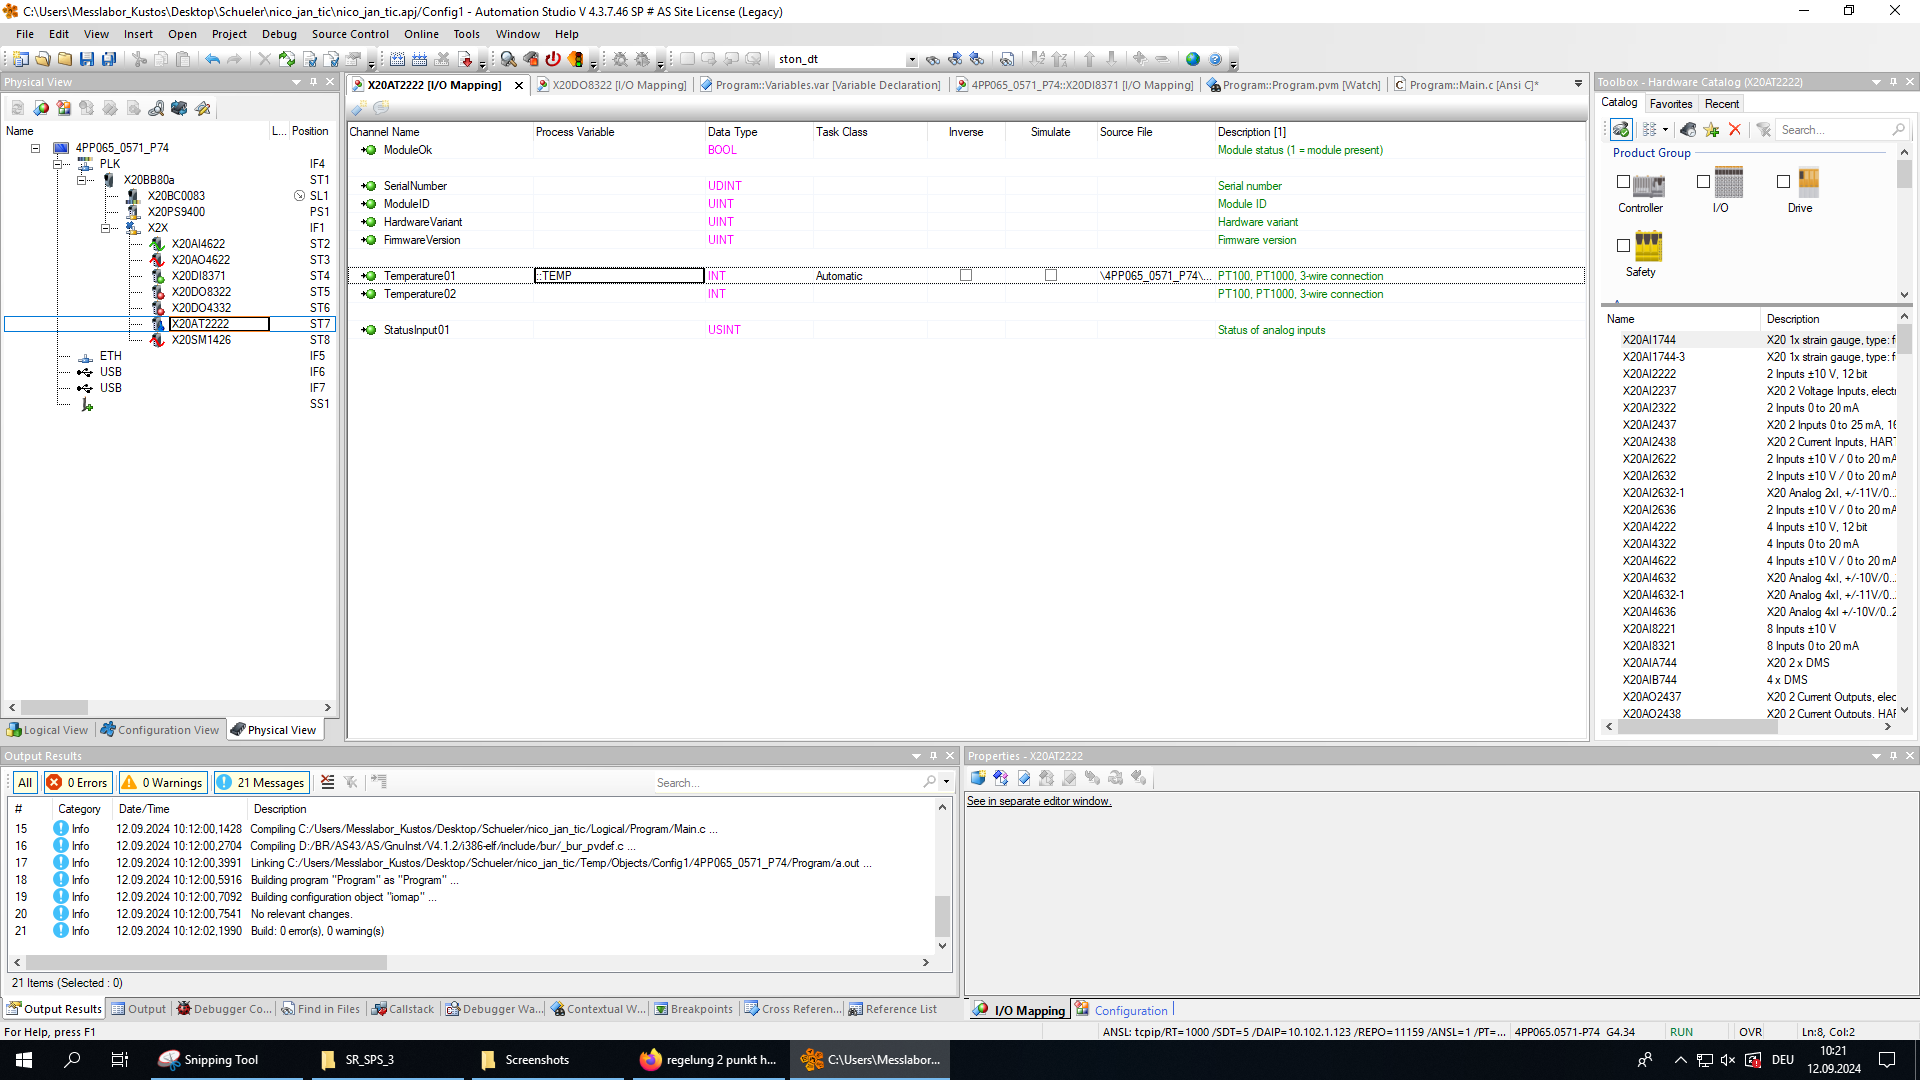 C:\Users\Messlabor_Kustos\Desktop\Schueler\nico_jan_tic\nico_jan_tic.apj/Config1 - Automation Studio V 4.3.7.46 SP # AS Site License (Legacy)
File Edit View Insert Open Project Debug Source Control Online Tools Window Help
ston_dt
Physical View
Name L... Position
4PP065_0571_P74
PLK IF4
X20BB80a ST1
X20BC0083 SL1
X20PS9400 PS1
X2X IF1
X20AI4622 ST2
X20AO4622 ST3
X20DI8371 ST4
X20DO8322 ST5
X20DO4332 ST6
X20AT2222 ST7
X20SM1426 ST8
ETH IF5
USB IF6
USB IF7
SS1
Logical View Configuration View Physical View
X20AT2222 [I/O Mapping] X20DO8322 [I/O Mapping] Program::Variables.var [Variable Declaration] 4PP065_0571_P74::X20DI8371 [I/O Mapping] Program::Program.pvm [Watch] Program::Main.c [Ansi C]*
Channel Name Process Variable Data Type Task Class Inverse Simulate Source File Description [1]
ModuleOk BOOL Module status (1 = module present)
SerialNumber UDINT Serial number
ModuleID UINT Module ID
HardwareVariant UINT Hardware variant
FirmwareVersion UINT Firmware version
Temperature01 ::TEMP INT Automatic \4PP065_0571_P74\... PT100, PT1000, 3-wire connection
Temperature02 INT PT100, PT1000, 3-wire connection
StatusInput01 USINT Status of analog inputs
Toolbox - Hardware Catalog (X20AT2222)
Catalog Favorites Recent
Search...
Product Group
Controller I/O Drive
Safety
Name Description
X20AI1744 X20 1x strain gauge, type: f
X20AI1744-3 X20 1x strain gauge, type: f
X20AI2222 2 Inputs ±10 V, 12 bit
X20AI2237 X20 2 Voltage Inputs, electr
X20AI2322 2 Inputs 0 to 20 mA
X20AI2437 X20 2 Inputs 0 to 25 mA, 16
X20AI2438 X20 2 Current Inputs, HART
X20AI2622 2 Inputs ±10 V / 0 to 20 mA
X20AI2632 2 Inputs ±10 V / 0 to 20 mA
X20AI2632-1 X20 Analog 2xI, +/-11V/0..
X20AI2636 2 Inputs ±10 V / 0 to 20 mA
X20AI4222 4 Inputs ±10 V, 12 bit
X20AI4322 4 Inputs 0 to 20 mA
X20AI4622 4 Inputs ±10 V / 0 to 20 mA
X20AI4632 X20 Analog 4xI, +/-10V/0..
X20AI4632-1 X20 Analog 4xI, +/-11V/0..
X20AI4636 X20 Analog 4xI +/-10V/0..2
X20AI8221 8 Inputs ±10 V
X20AI8321 8 Inputs 0 to 20 mA
X20AIA744 X20 2 x DMS
X20AIB744 4 x DMS
X20AO2437 X20 2 Current Outputs, elec
X20AO2438 X20 2 Current Outputs, HAF
Output Results
All 0 Errors 0 Warnings 21 Messages Search...
# Category Date/Time Description
15 Info 12.09.2024 10:12:00,1428 Compiling C:/Users/Messlabor_Kustos/Desktop/Schueler/nico_jan_tic/Logical/Program/Main.c ...
16 Info 12.09.2024 10:12:00,2704 Compiling D:/BR/AS43/AS/GnuInst/V4.1.2/i386-elf/include/bur/_bur_pvdef.c ...
17 Info 12.09.2024 10:12:00,3991 Linking C:/Users/Messlabor_Kustos/Desktop/Schueler/nico_jan_tic/Temp/Objects/Config1/4PP065_0571_P74/Program/a.out ...
18 Info 12.09.2024 10:12:00,5916 Building program "Program" as "Program" ...
19 Info 12.09.2024 10:12:00,7092 Building configuration object "iomap" ...
20 Info 12.09.2024 10:12:00,7541 No relevant changes.
21 Info 12.09.2024 10:12:02,1990 Build: 0 error(s), 0 warning(s)
21 Items (Selected : 0)
Output Results Output Debugger Co... Find in Files Callstack Debugger Wa... Contextual W... Breakpoints Cross Referen... Reference List
Properties - X20AT2222
See in separate editor window.
I/O Mapping Configuration
For Help, press F1 ANSL: tcpip/RT=1000 /SDT=5 /DAIP=10.102.1.123 /REPO=11159 /ANSL=1 /PT=... 4PP065.0571-P74 G4.34 RUN OVR Ln:8, Col:2
Snipping Tool SR_SPS_3 Screenshots regelung 2 punkt h... C:\Users\Messlabor... DEU 10:21
12.09.2024